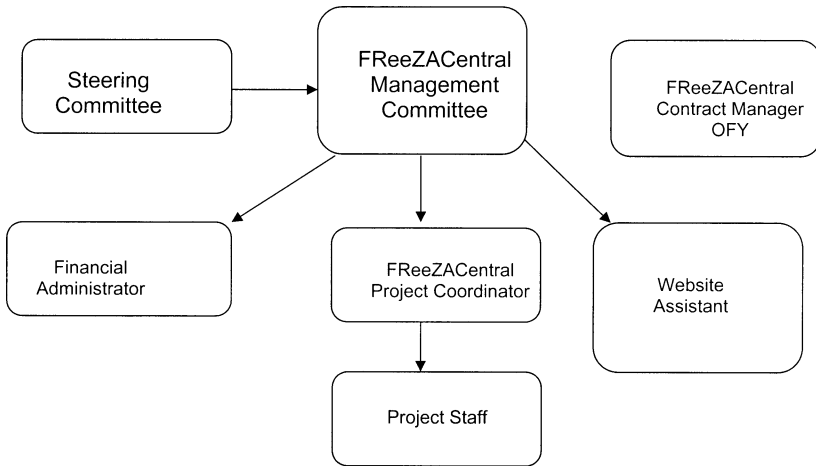 Steering
Committee
FReeZACentral
Management
Committee
FReeZACentral
Contract Manager
OFY
Financial
Administrator
FReeZACentral
Project Coordinator
Website
Assistant
Project Staff